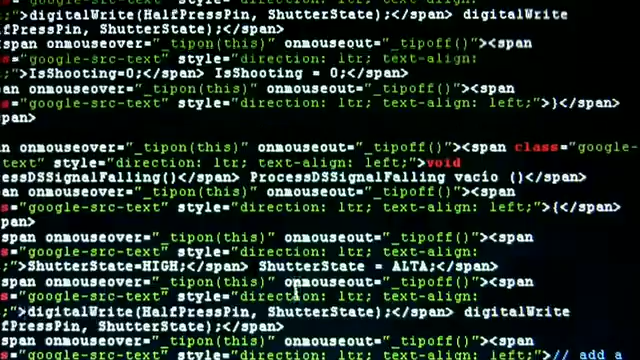 ;">digitalWrite(HalfPressPin, ShutterState);</span> digitalWrite
fPressPin, ShutterState);</span>
span onmouseover="_tipon(this)" onmouseout="_tipoff()"><span
s="google-src-text" style="direction: ltr; text-align:
;">IsShooting=0;</span> IsShooting = 0;</span>
an onmouseover="_tipon(this)" onmouseout="_tipoff()"><span
s="google-src-text" style="direction: ltr; text-align: left;">}</span>
span>
n onmouseover="_tipon(this)" onmouseout="_tipoff()"><span class="google-
text" style="direction: ltr; text-align: left;">void
essDSSignalFalling()</span> ProcessDSSignalFalling vacío ()</span>
an onmouseover="_tipon(this)" onmouseout="_tipoff()"><span
s="google-src-text" style="direction: ltr; text-align: left;">{</span>
pan>
span onmouseover="_tipon(this)" onmouseout="_tipoff()"><span
s="google-src-text" style="direction: ltr; text-align:
;">ShutterState=HIGH;</span> ShutterState = ALTA;</span>
span onmouseover="_tipon(this)" onmouseout="_tipoff()"><span
s="google-src-text" style="direction: ltr; text-align:
;">digitalWrite(HalfPressPin, ShutterState);</span> digitalWrite
fPressPin, ShutterState);</span>
span onmouseover="_tipon(this)" onmouseout="_tipoff()"><span
s="google-src-text" style="direction: ltr; text-align: left;">// add a